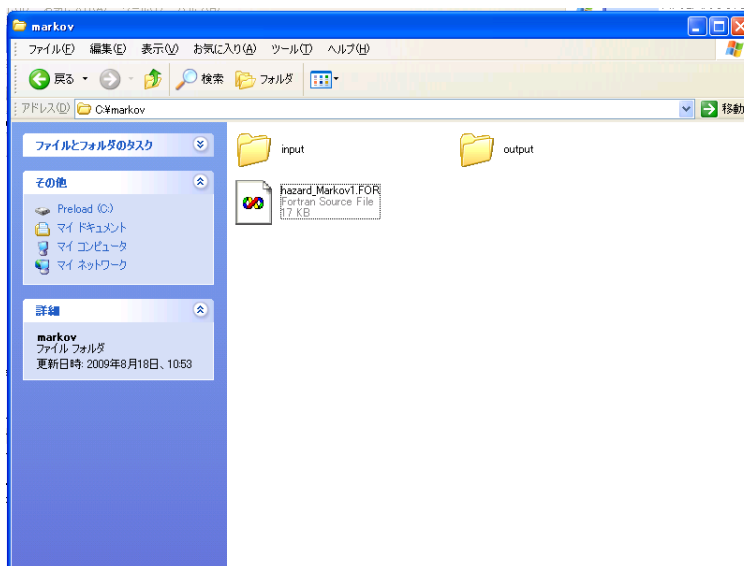 markov
ファイル(F) 編集(E) 表示(V) お気に入り(A) ツール(T) ヘルプ(H)
戻る 検索 フォルダ
アドレス(D) C:¥markov 移動
ファイルとフォルダのタスク
その他
Preload (C:)
マイ ドキュメント
マイ コンピュータ
マイ ネットワーク
詳細
markov
ファイル フォルダ
更新日時: 2009年8月18日、10:53
input output
hazard_Markov1.FOR
Fortran Source File
17 KB